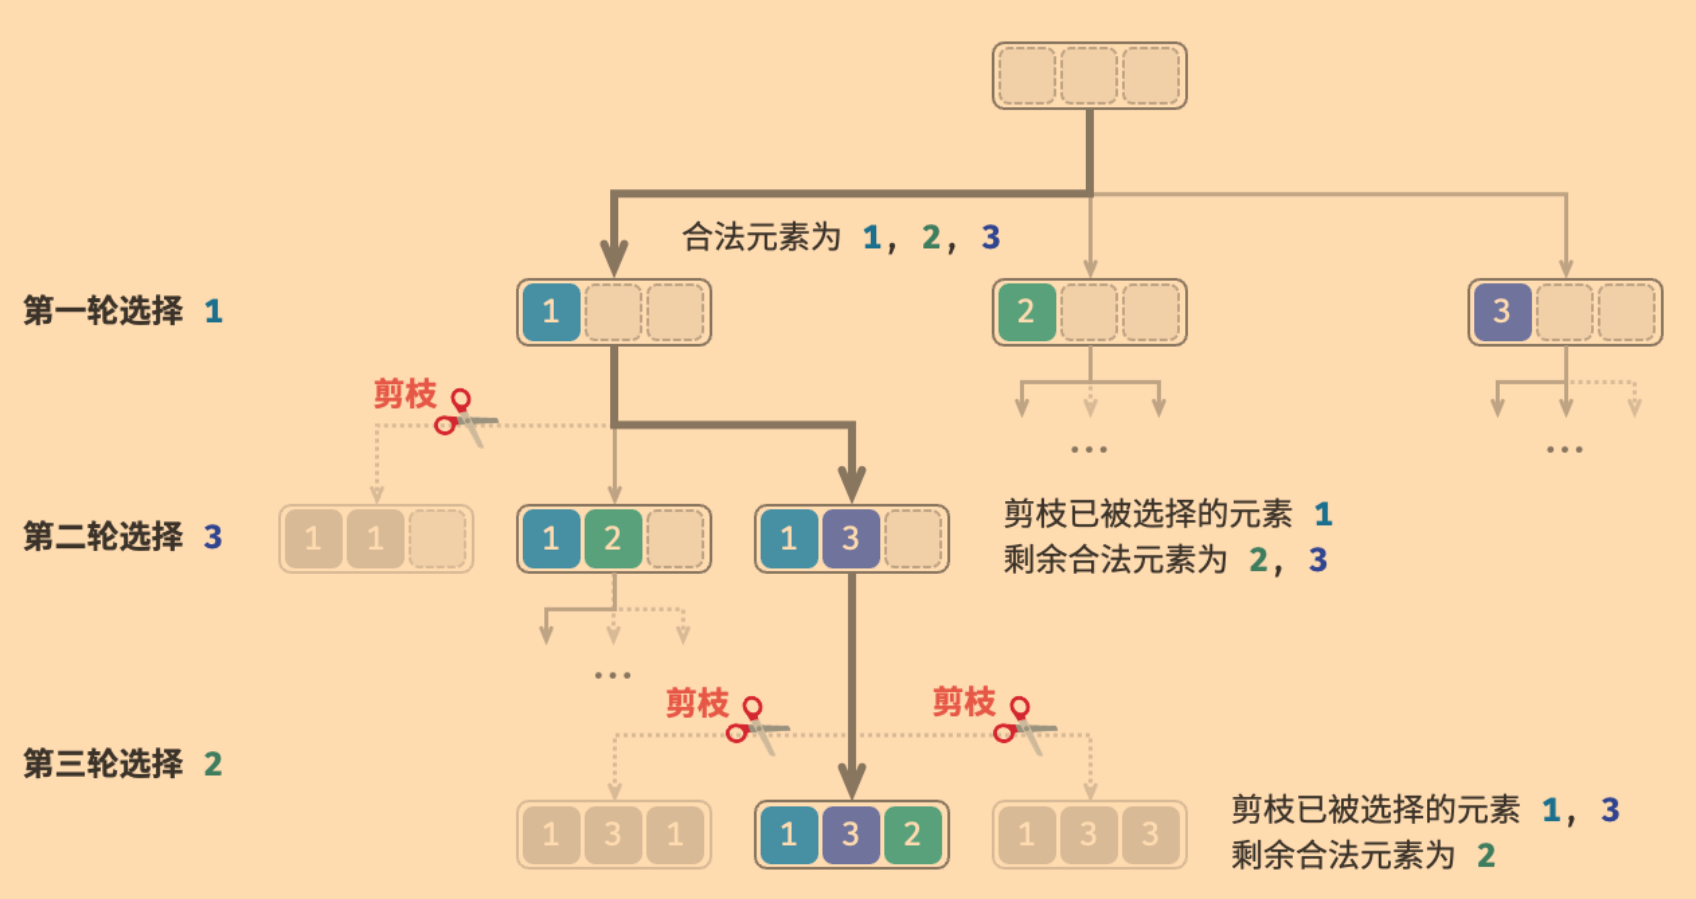 合法元素为 1, 2, 3
第一轮选择 1
1
2
3
剪枝
...
...
第二轮选择 3
1 1
1 2
1 3
剪枝已被选择的元素 1
剩余合法元素为 2, 3
...
剪枝
剪枝
第三轮选择 2
1 3 1
1 3 2
1 3 3
剪枝已被选择的元素 1, 3
剩余合法元素为 2